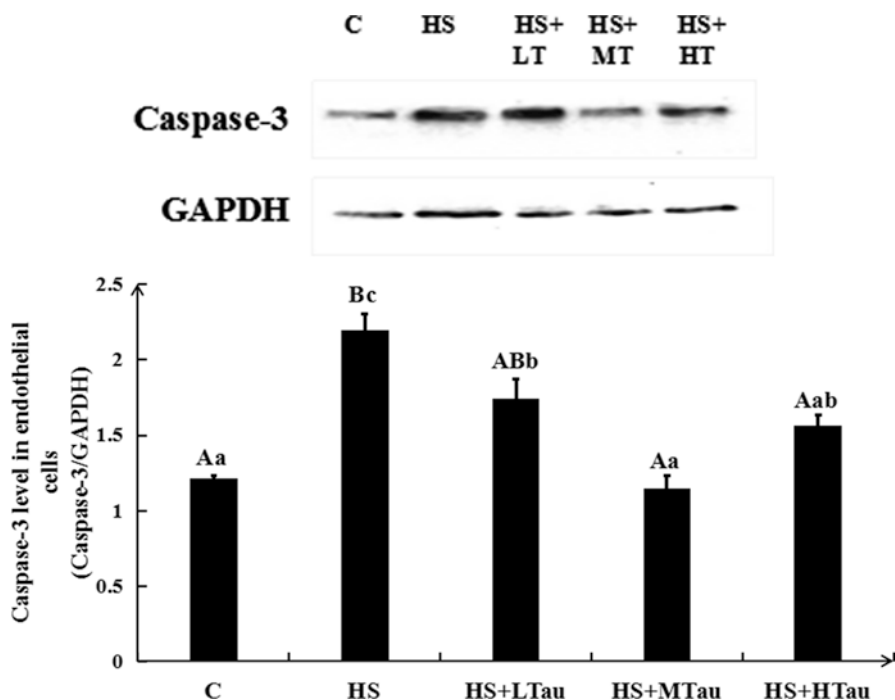 C HS HS+ HS+ HS+
LT MT HT
Caspase-3
GAPDH
Caspase-3 level in endothelial
cells
(Caspase-3/GAPDH)
2.5
2
1.5
1
0.5
0
Aa Bc ABb Aa Aab
C HS HS+LTau HS+MTau HS+HTau